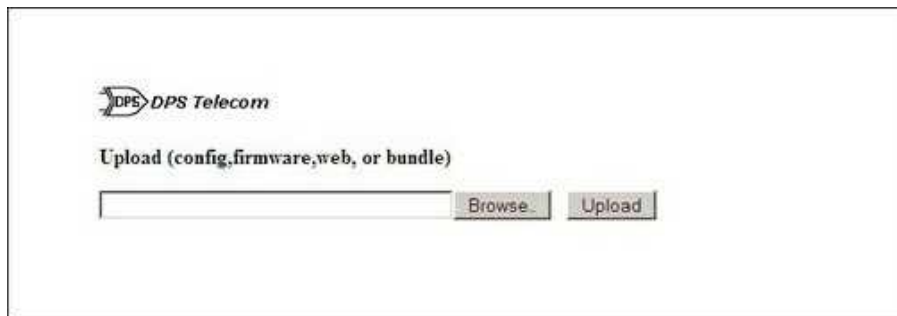 DPS DPS Telecom
Upload (config,firmware,web, or bundle)
Browse.. Upload